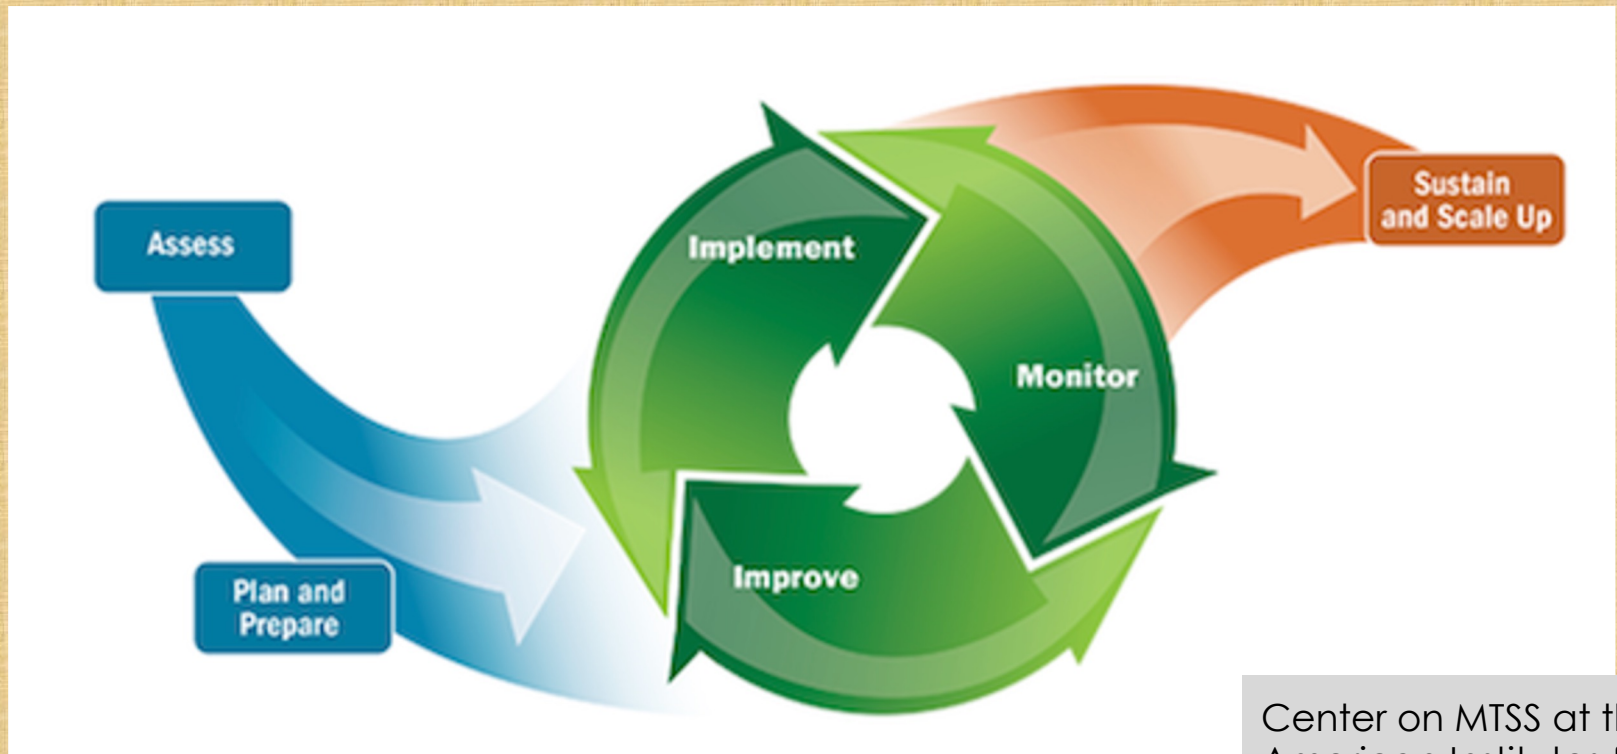 Assess
Plan and
Prepare
Implement
Monitor
Improve
Sustain
and Scale Up
Center on MTSS at